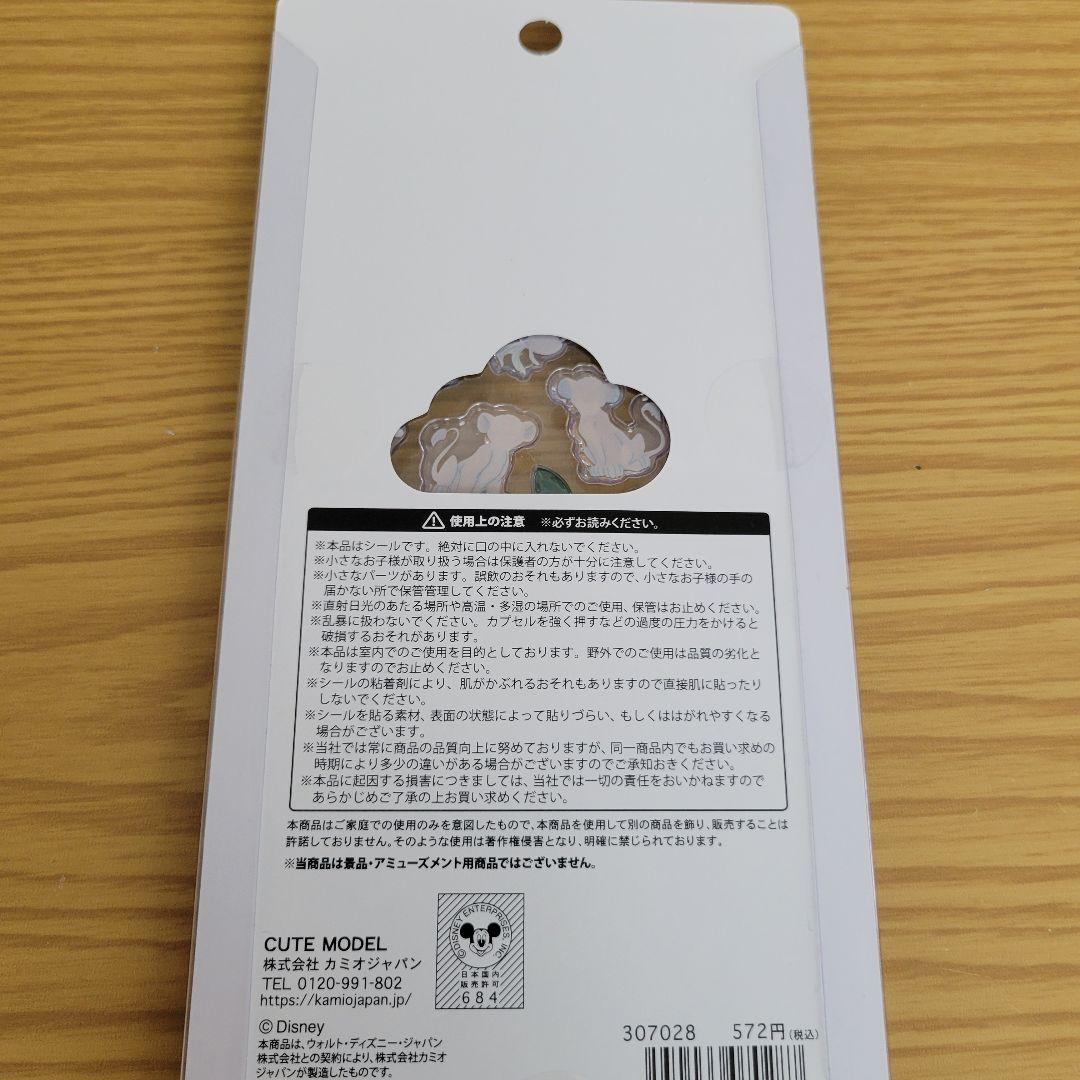 ⚠ 使用上の注意 ※必ずお読みください。
※本品はシールです。絶対に口の中に入れないでください。
※小さなお子様が取り扱う場合は保護者の方が十分に注意してください。
※小さなパーツがあります。誤飲のおそれもありますので、小さなお子様の手の
届かない所で保管管理してください。
※直射日光のあたる場所や高温・多湿の場所でのご使用、保管はお止めください。
※乱暴に扱わないでください。カプセルを強く押すなどの過度の圧力をかけると
破損するおそれがあります。
※本品は室内でのご使用を目的としております。野外でのご使用は品質の劣化と
なりますのでお止めください。
※シールの粘着剤により、肌がかぶれるおそれもありますので直接肌に貼ったり
しないでください。
※シールを貼る素材、表面の状態によって貼りづらい、もしくははがれやすくなる
場合がございます。
※当社では常に商品の品質向上に努めておりますが、同一商品内でもお買い求めの
時期により多少の違いがある場合がございますのでご承知おきください。
※本品に起因する損害につきましては、当社では一切の責任をおいかねますので
あらかじめご了承の上お買い求めください。
本商品はご家庭での使用のみを意図したもので、本商品を使用して別の商品を飾り、販売することは
許諾しておりません。そのような使用は著作権侵害となり、明確に禁じられております。
※当商品は景品・アミューズメント用商品ではございません。
©DISNEY ENTERPRISES, INC.
日本国内
販売許可
684
CUTE MODEL
株式会社 カミオジャパン
TEL 0120-991-802
https://kamiojapan.jp/
©Disney
本商品は、ウォルト・ディズニー・ジャパン
株式会社との契約により、株式会社カミオ
ジャパンが製造したものです。
307028 572円(税込)